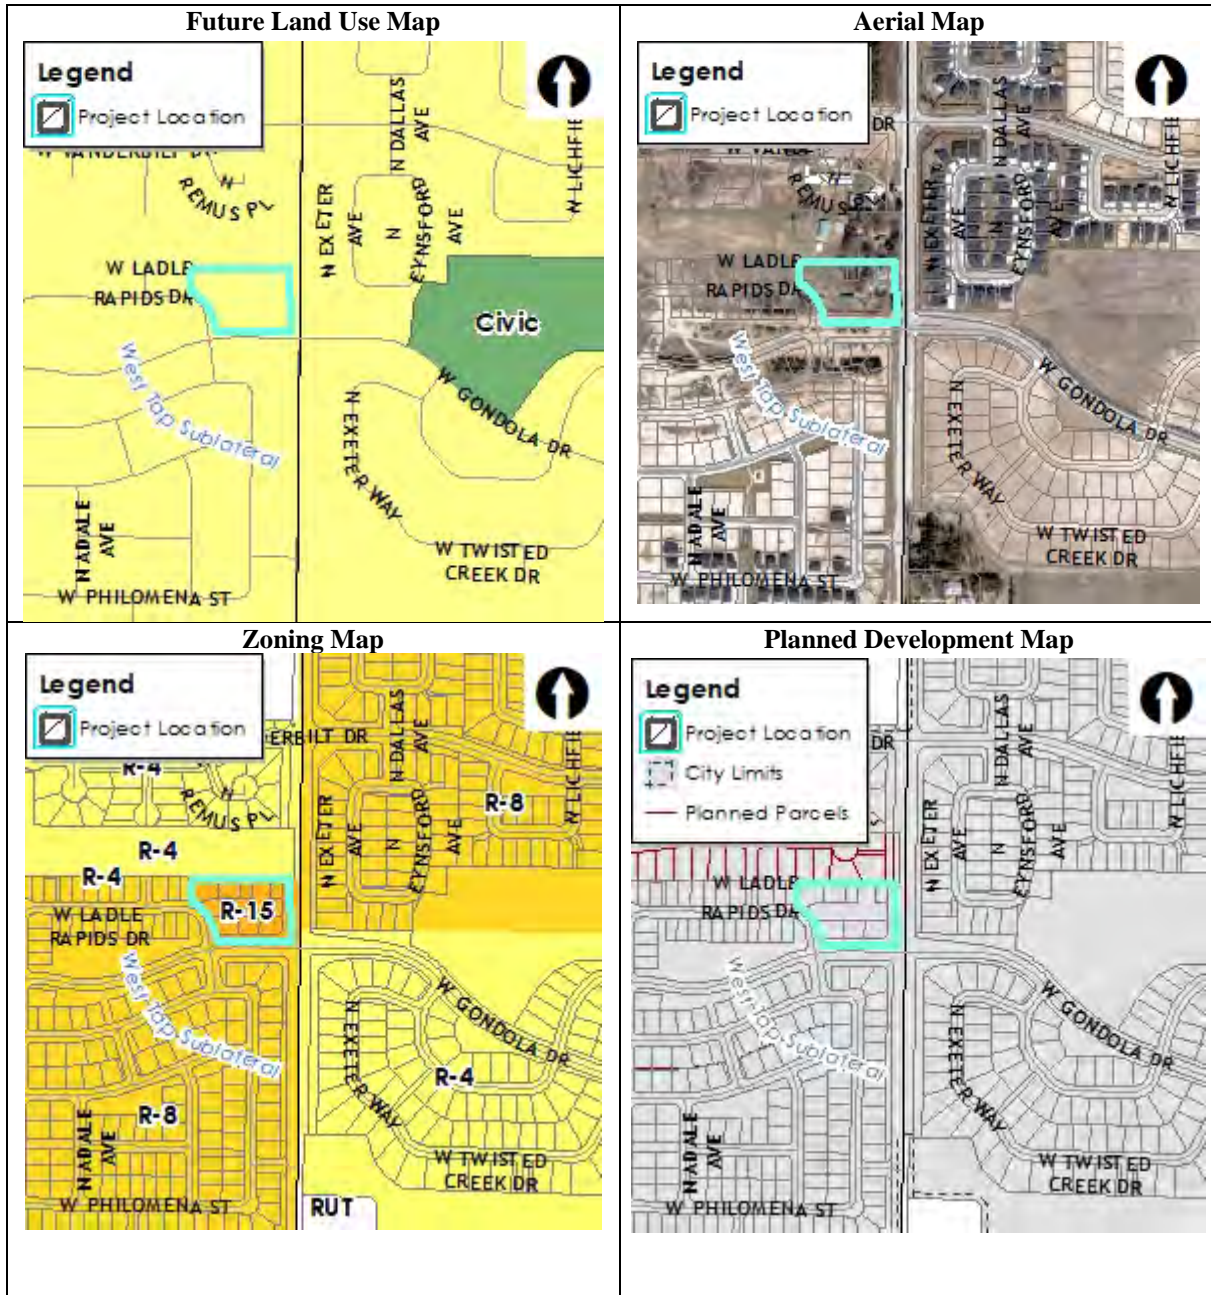 Future Land Use Map
Legend
Project Location
N
REMUS PL
N EXETER
AVE
N DALLAS
AVE
N
EYNSFORD
AVE
W LADLE
RAPIDS DR
Civic
West Tap Sublateral
W GONDOLA DR
N EXETER WAY
N ADALE
AVE
W TWISTED
CREEK DR
W PHILOMENA ST
Aerial Map
Legend
Project Location
DR
N
REMUS PL
N EXETER
AVE
N DALLAS
AVE
EYNSFORD
AVE
W LADLE
RAPIDS DR
West Tap Sublateral
W GONDOLA DR
N EXETER WAY
N ADALE
AVE
W TWISTED
CREEK DR
W PHILOMENA ST
Zoning Map
Legend
Project Location
ERBILT DR
R-4
N
REMUS PL
N EXETER
AVE
N DALLAS
AVE
N
EYNSFORD
AVE
R-8
R-4
R-4
R-15
W LADLE
RAPIDS DR
West Tap Sublateral
W GONDOLA DR
N EXETER WAY
R-4
R-8
N ADALE
AVE
W TWISTED
CREEK DR
W PHILOMENA ST
RUT
Planned Development Map
Legend
Project Location
City Limits
Planned Parcels
DR
N EXETER
AVE
N DALLAS
AVE
N
EYNSFORD
AVE
W LADLE
RAPIDS DR
West Tap Sublateral
W GONDOLA DR
N EXETER WAY
N ADALE
AVE
W TWISTED
CREEK DR
W PHILOMENA ST